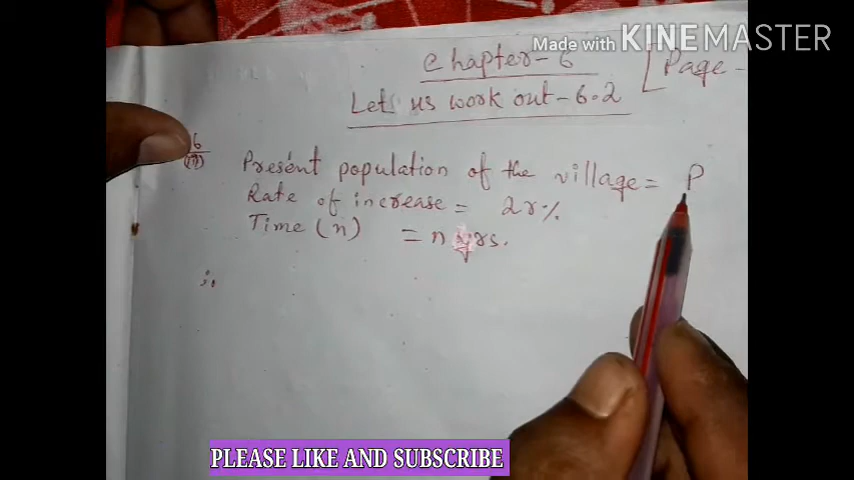 Made with KINEMASTER
Chapter-6 [Page -
Let us work out - 6.2
6
Present population of the village = P
Rate of increase = 2r%
Time (n) = n yrs.
∴
PLEASE LIKE AND SUBSCRIBE